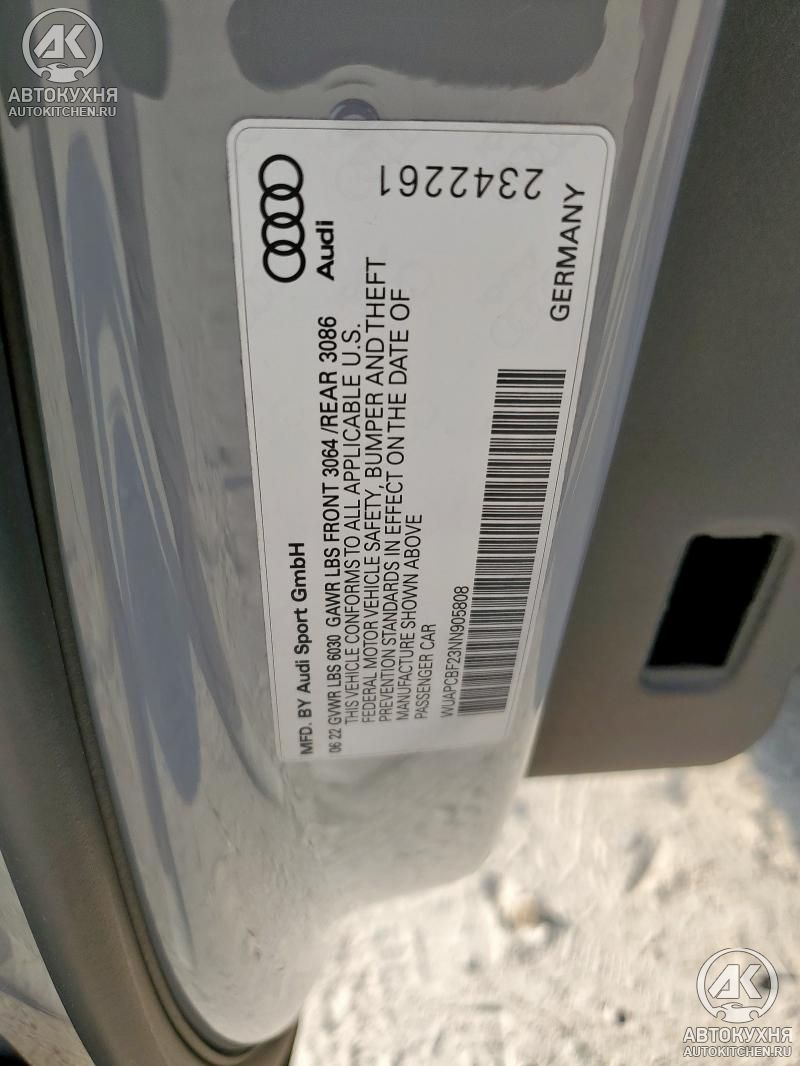 АВТОКУХНЯ
AUTOKITCHEN.RU
Audi
2342261
MFD. BY Audi Sport GmbH
06 22 GVWR LBS 6030 GAWR LBS FRONT 3064 /REAR 3086
THIS VEHICLE CONFORMS TO ALL APPLICABLE U.S.
FEDERAL MOTOR VEHICLE SAFETY, BUMPER AND THEFT
PREVENTION STANDARDS IN EFFECT ON THE DATE OF
MANUFACTURE SHOWN ABOVE
PASSENGER CAR
WUAPCBF23NN905808
GERMANY
АВТОКУХНЯ
AUTOKITCHEN.RU